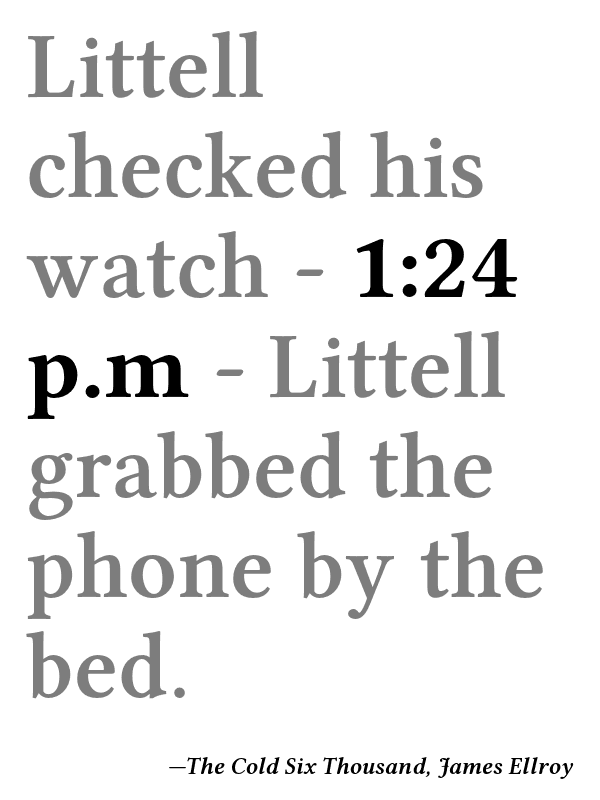 Littell
checked his
watch - 1:24
p.m - Littell
grabbed the
phone by the
bed.
—The Cold Six Thousand, James Ellroy